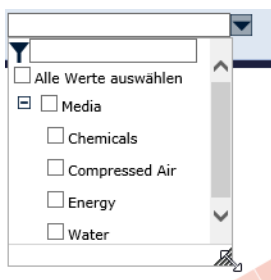 Alle Werte auswählen
Media
Chemicals
Compressed Air
Energy
Water